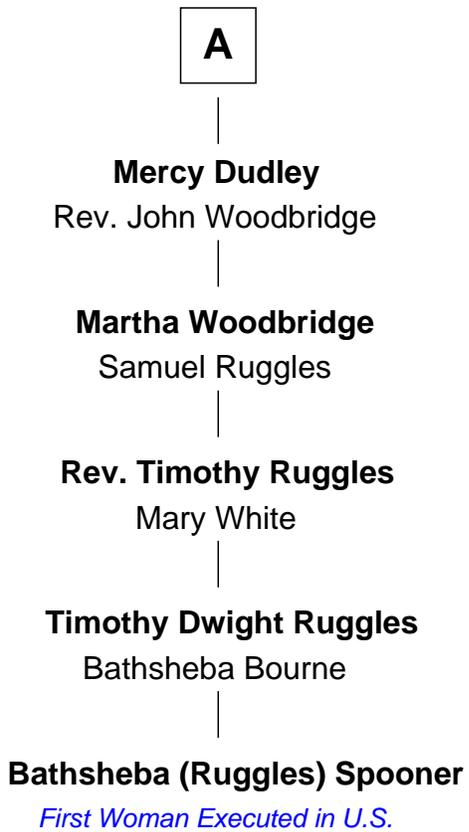 A
Mercy Dudley
Rev. John Woodbridge
Martha Woodbridge
Samuel Ruggles
Rev. Timothy Ruggles
Mary White
Timothy Dwight Ruggles
Bathsheba Bourne
Bathsheba (Ruggles) Spooner
First Woman Executed in U.S.